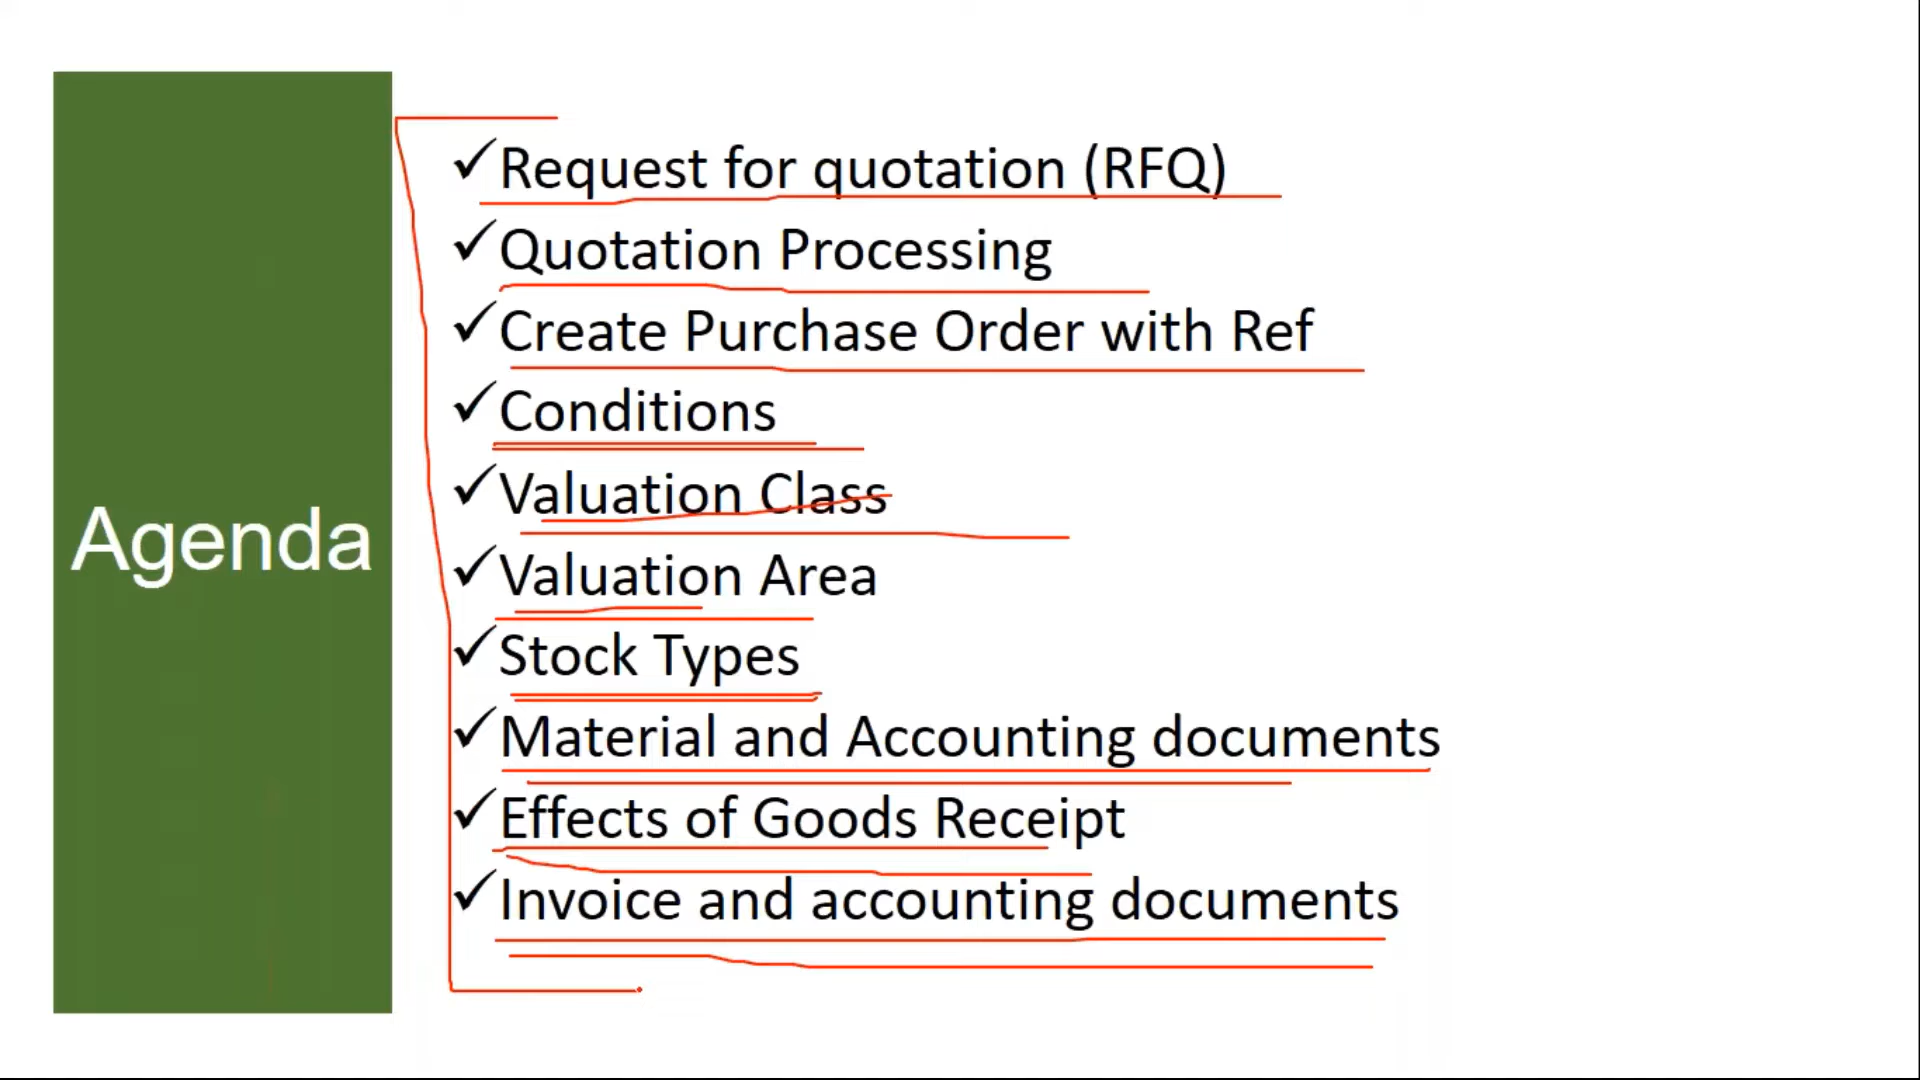 Agenda
✓Request for quotation (RFQ)
✓Quotation Processing
✓Create Purchase Order with Ref
✓Conditions
✓Valuation Class
✓Valuation Area
✓Stock Types
✓Material and Accounting documents
✓Effects of Goods Receipt
✓Invoice and accounting documents